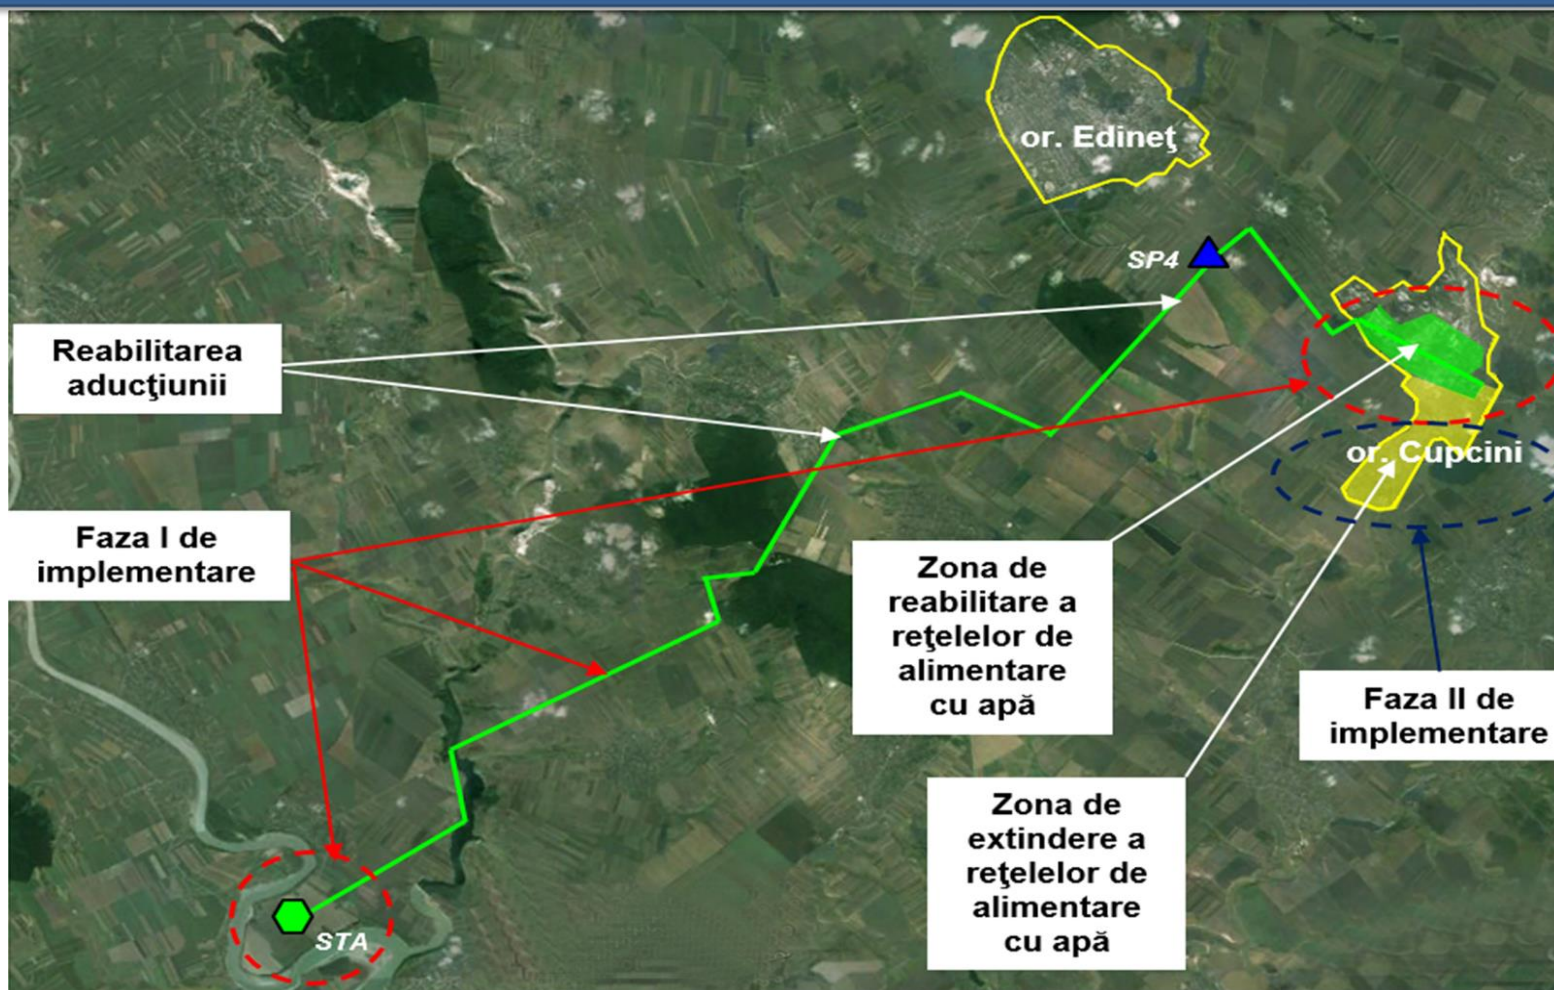 or. Edineţ
SP4
Reabilitarea
aducţiunii
or. Cupcini
Faza I de
implementare
Zona de
reabilitare a
reţelelor de
alimentare
cu apă
Faza II de
implementare
Zona de
extindere a
reţelelor de
alimentare
cu apă
STA